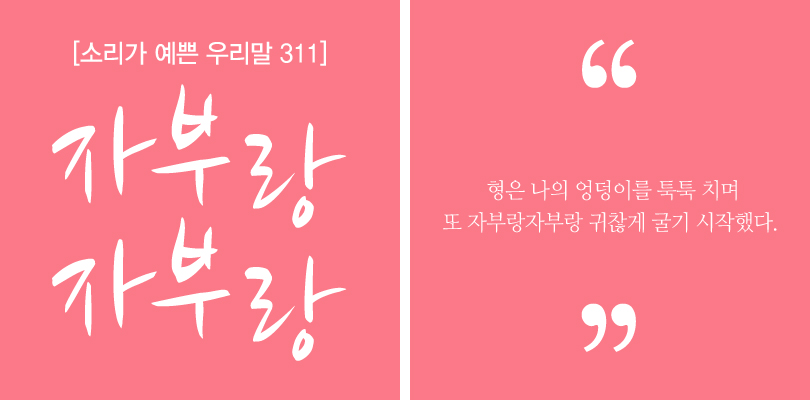 [소리가 예쁜 우리말 311]
자부랑
자부랑
“
형은 나의 엉덩이를 툭툭 치며
또 자부랑자부랑 귀찮게 굴기 시작했다.
”